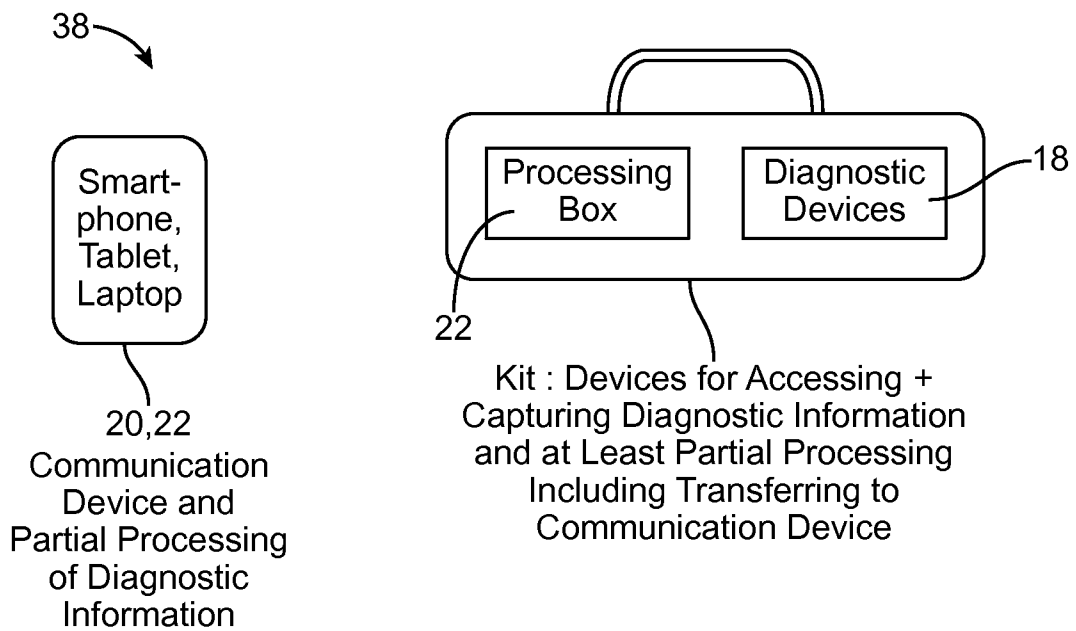 38
Smart-
phone,
Tablet,
Laptop
20,22
Communication
Device and
Partial Processing
of Diagnostic
Information
Processing
Box
22
Diagnostic
Devices
18
Kit : Devices for Accessing +
Capturing Diagnostic Information
and at Least Partial Processing
Including Transferring to
Communication Device